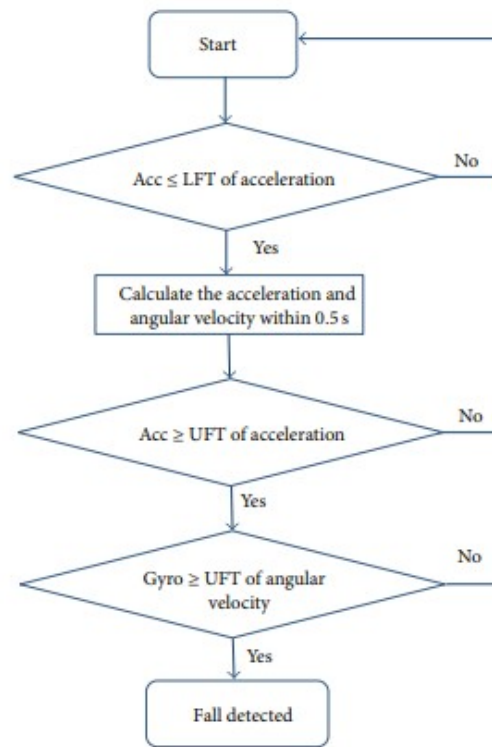 Start
Acc ≤ LFT of acceleration
No
Yes
Calculate the acceleration and
angular velocity within 0.5 s
Acc ≥ UFT of acceleration
No
Yes
Gyro ≥ UFT of angular
velocity
No
Yes
Fall detected